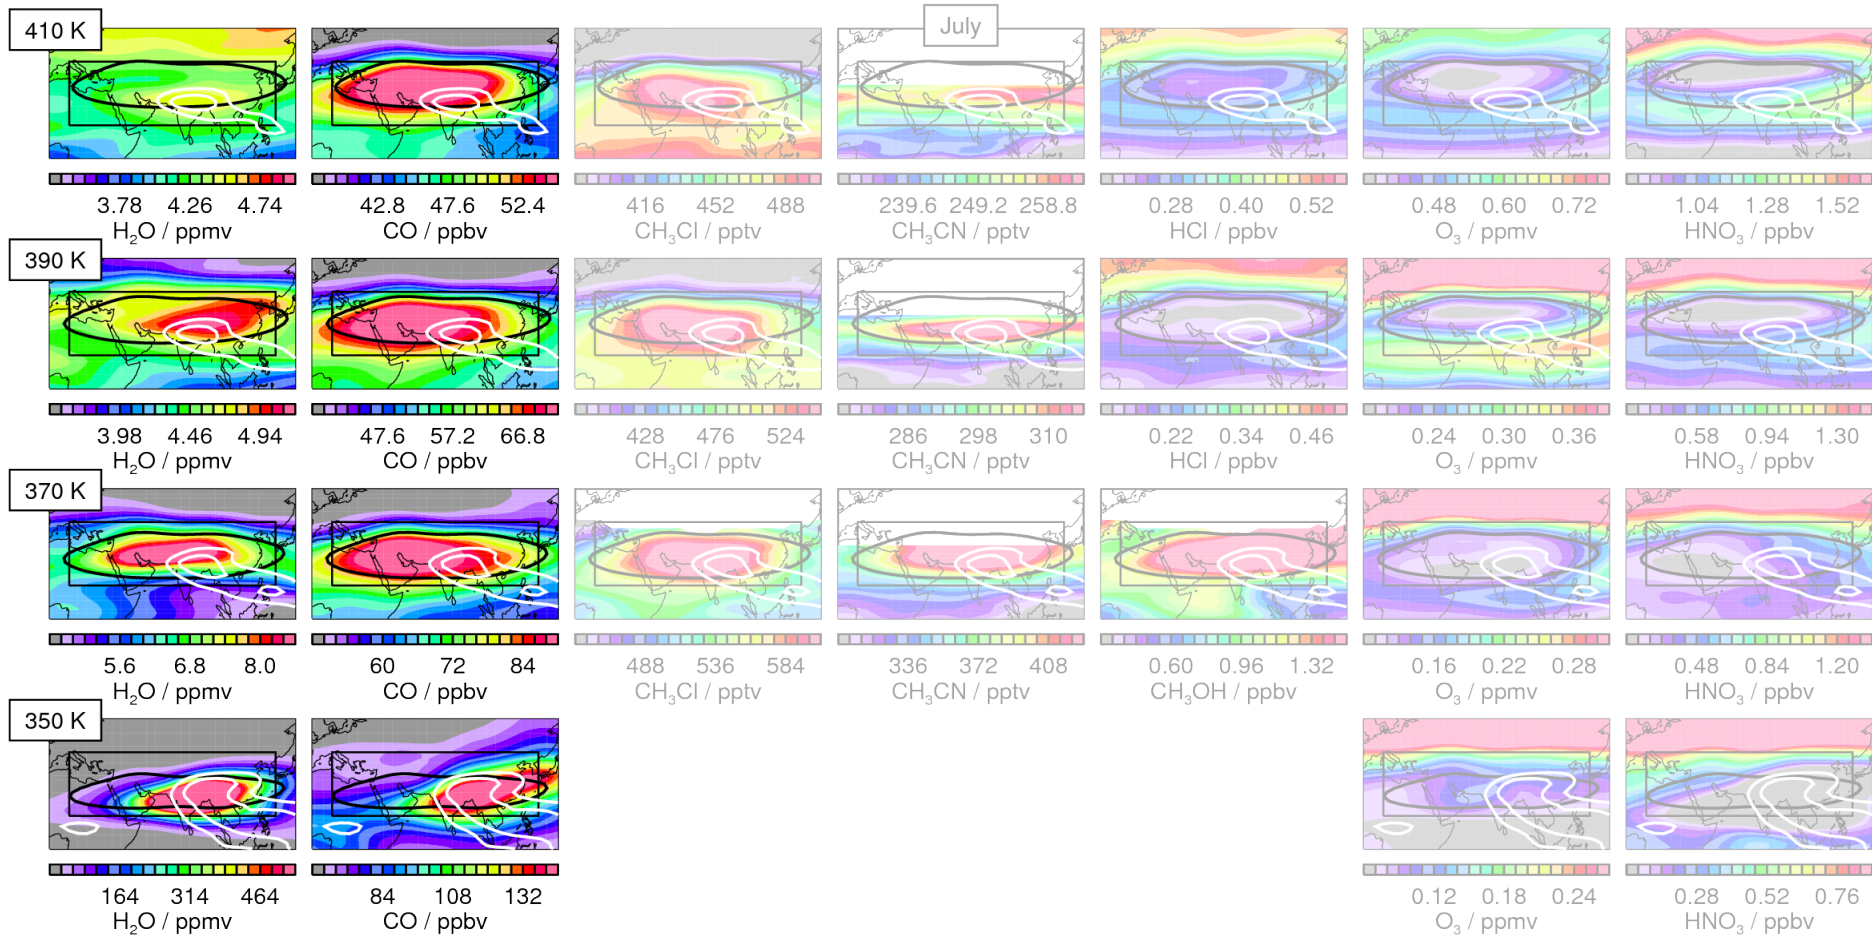 July
410 K
3.78 4.26 4.74 42.8 47.6 52.4 416 452 488 239.6 249.2 258.8 0.28 0.40 0.52 0.48 0.60 0.72 1.04 1.28 1.52
H₂O / ppmv CO / ppbv CH₃Cl / pptv CH₃CN / pptv HCl / ppbv O₃ / ppmv HNO₃ / ppbv
390 K
3.98 4.46 4.94 47.6 57.2 66.8 428 476 524 286 298 310 0.22 0.34 0.46 0.24 0.30 0.36 0.58 0.94 1.30
H₂O / ppmv CO / ppbv CH₃Cl / pptv CH₃CN / pptv HCl / ppbv O₃ / ppmv HNO₃ / ppbv
370 K
5.6 6.8 8.0 60 72 84 488 536 584 336 372 408 0.60 0.96 1.32 0.16 0.22 0.28 0.48 0.84 1.20
H₂O / ppmv CO / ppbv CH₃Cl / pptv CH₃CN / pptv CH₃OH / ppbv O₃ / ppmv HNO₃ / ppbv
350 K
164 314 464 84 108 132 0.12 0.18 0.24 0.28 0.52 0.76
H₂O / ppmv CO / ppbv O₃ / ppmv HNO₃ / ppbv